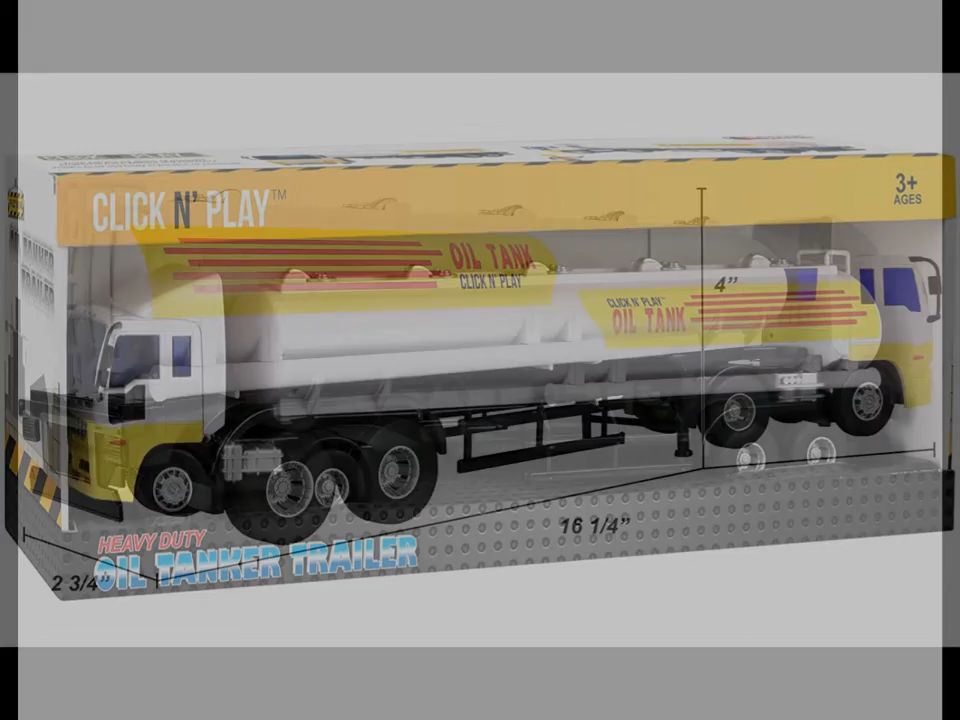 CLICK N' PLAY™
3+
AGES
OIL TANK
CLICK N' PLAY
4”
CLICK N' PLAY™
OIL TANK
16 1/4”
HEAVY DUTY
OIL TANKER TRAILER
2 3/4”